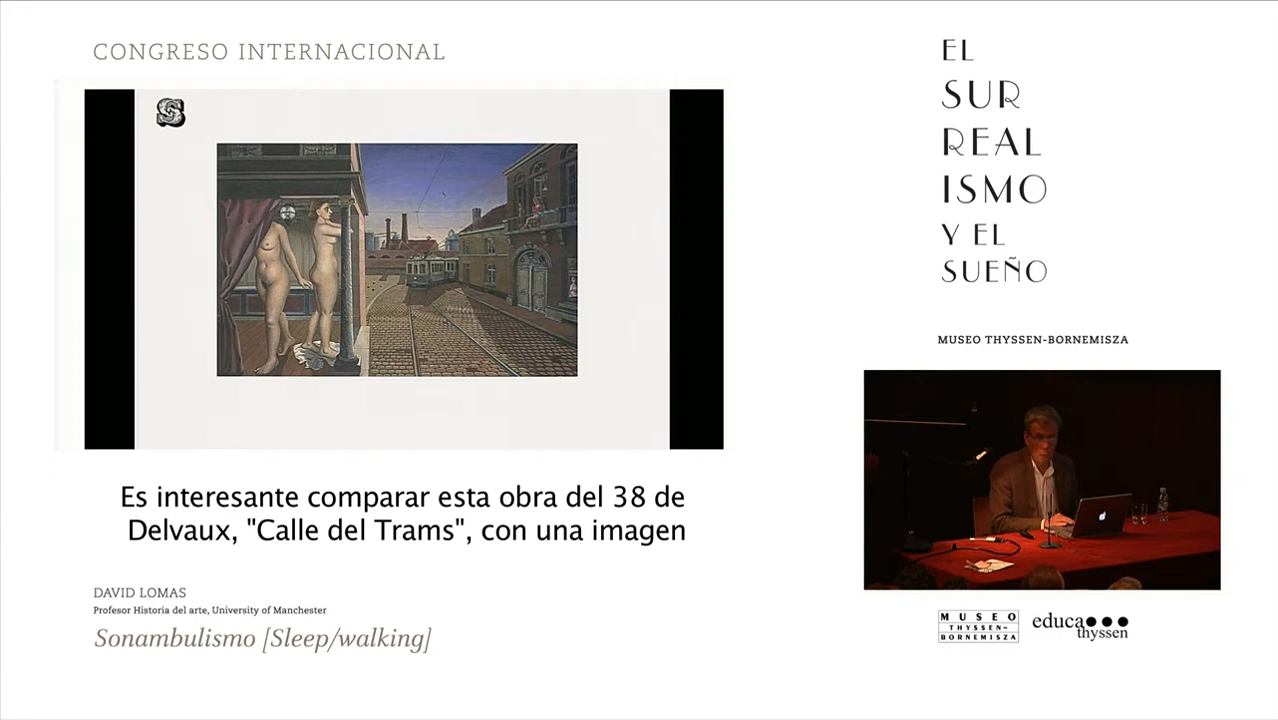 CONGRESO INTERNACIONAL
S
EL
SUR
REAL
ISMO
Y EL
SUEÑO
MUSEO THYSSEN-BORNEMISZA
Es interesante comparar esta obra del 38 de
Delvaux, "Calle del Trams", con una imagen
DAVID LOMAS
Profesor Historia del arte, University of Manchester
Sonambulismo [Sleep/walking]
MUSEO
THYSSEN-
BORNEMISZA
educa
thyssen